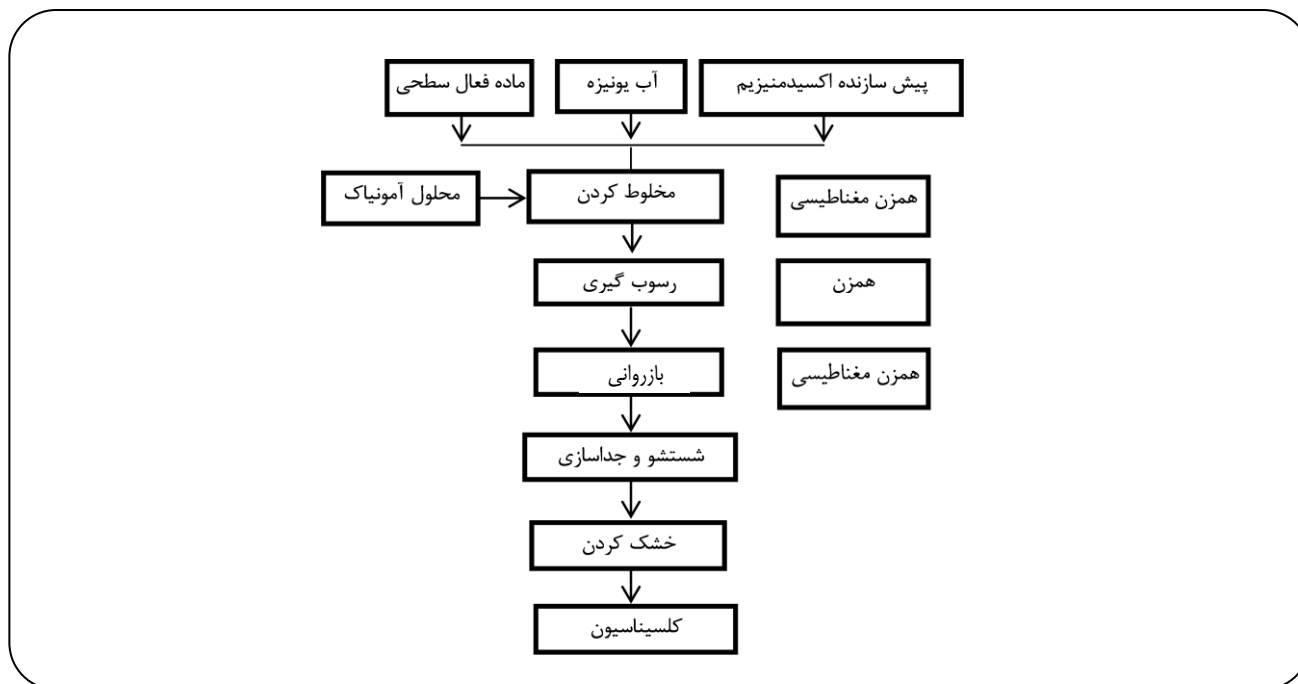 پیش سازنده اکسیدمنیزیم
آب یونیزه
ماده فعال سطحی
همزن مغناطیسی
مخلوط کردن
محلول آمونیاک
همزن
رسوب گیری
همزن مغناطیسی
بازروانی
شستشو و جداسازی
خشک کردن
کلسیناسیون